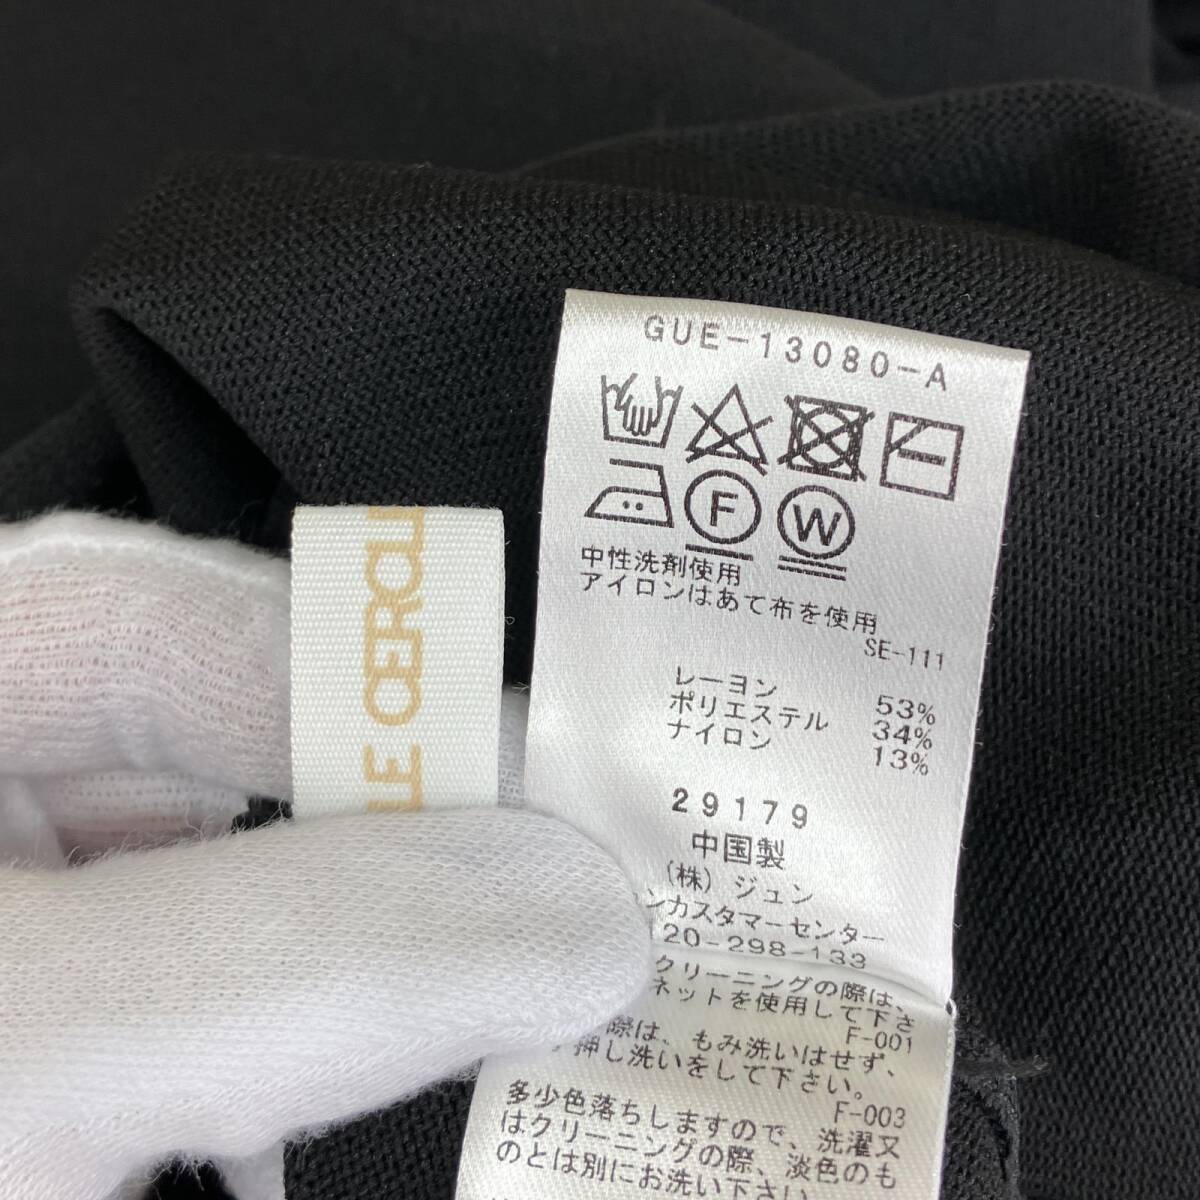 GUE-13080-A
F
W
中性洗剤使用
アイロンはあて布を使用
SE-111
レーヨン 53%
ポリエステル 34%
ナイロン 13%
29179
中国製
(株) ジュン
ンカスタマーセンター
20-298-133
クリーニングの際は、
ネットを使用して下さ
F-001
際は、もみ洗いはせず、
押し洗いをして下さい。
F-003
多少色落ちしますので、洗濯又
はクリーニングの際、淡色のも
のとは別にお洗い下さい。
LE CERCLE